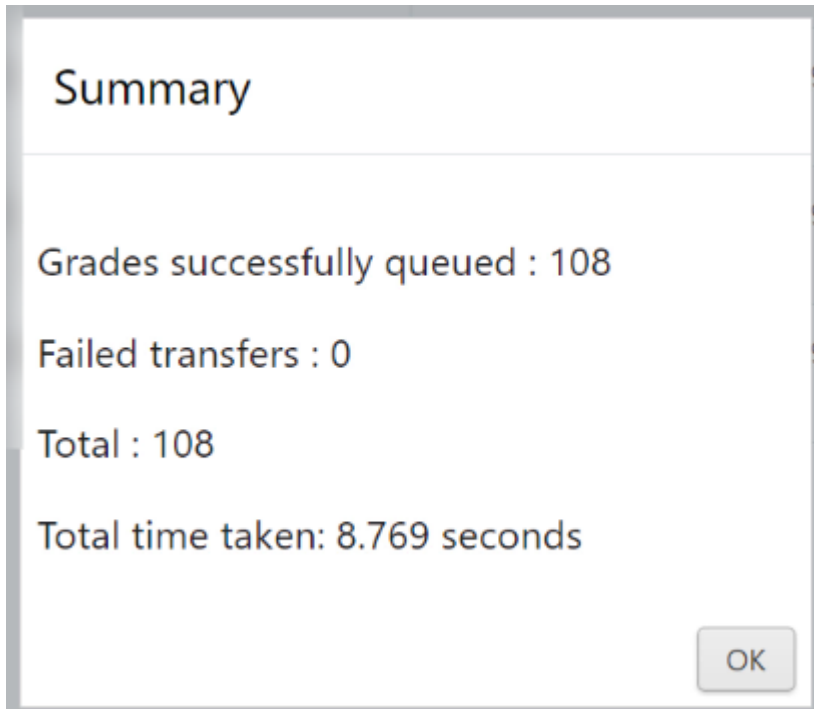 Summary
Grades successfully queued : 108
Failed transfers : 0
Total : 108
Total time taken: 8.769 seconds
OK